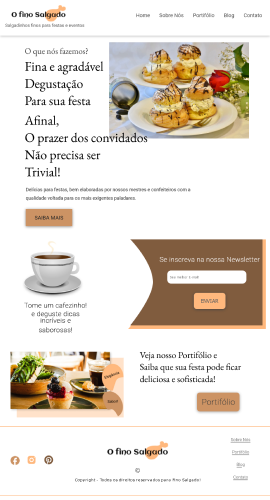 O fino Salgado
Salgadinhos finos para festas e eventos
Home Sobre Nós Portifólio Blog Contato
O que nós fazemos?
Fina e agradável
Degustação
Para sua festa
Afinal,
O prazer dos convidados
Não precisa ser
Trivial!
Delícias para festas, bem elaboradas por nossos mestres e confeiteiros com a
qualidade voltada para os mais exigentes paladares.
SAIBA MAIS
Se inscreva na nossa Newsletter
Seu melhor e-mail
ENVIAR
Tome um cafezinho!
e deguste dicas
incríveis e
saborosas!
Veja nosso Portifólio e
Saiba que sua festa pode ficar
deliciosa e sofisticada!
Portifólio
O fino Salgado
©
Copyright - Todos os direitos reservados para Fino Salgado!
Sobre Nós
Portifólio
Blog
Contato